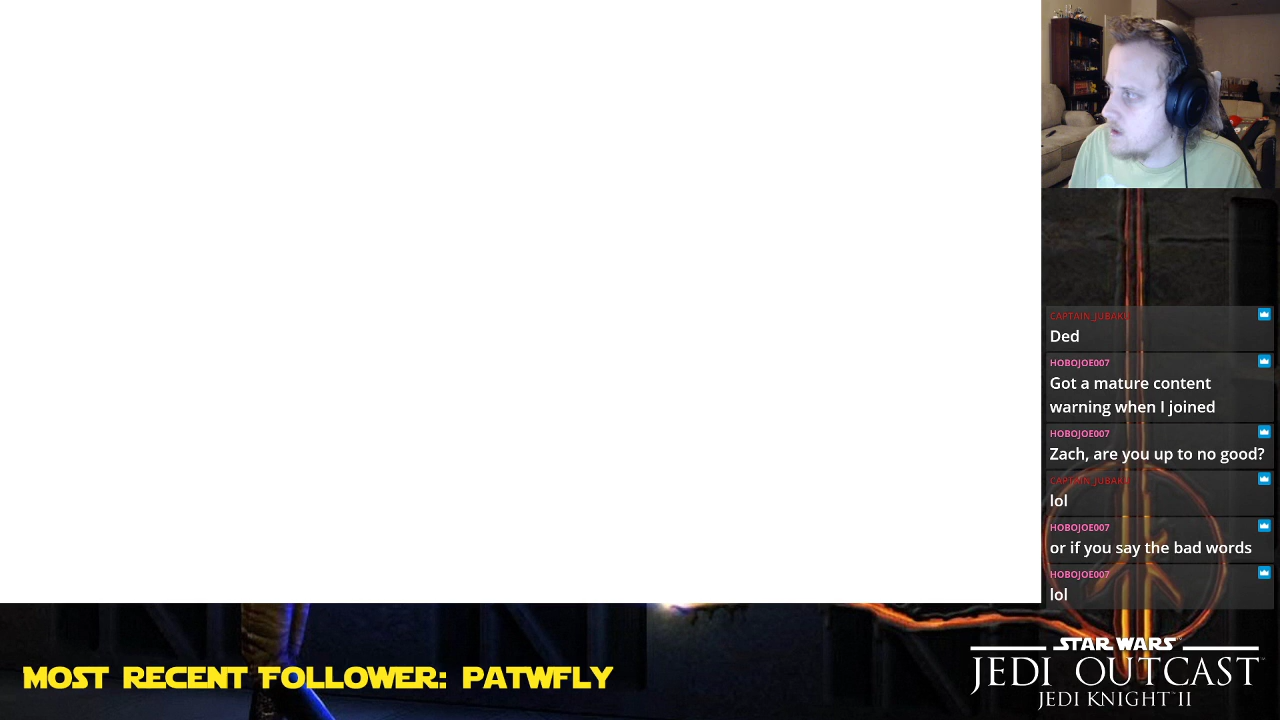 CAPTAIN_JUBAKU
Ded
HOBOJOE007
Got a mature content
warning when I joined
HOBOJOE007
Zach, are you up to no good?
lol
HOBOJOE007
or if you say the bad words
HOBOJOE007
lol
MOST RECENT FOLLOWER: PATWFLY
STAR WARS
JEDI OUTCAST
JEDI KNIGHT II